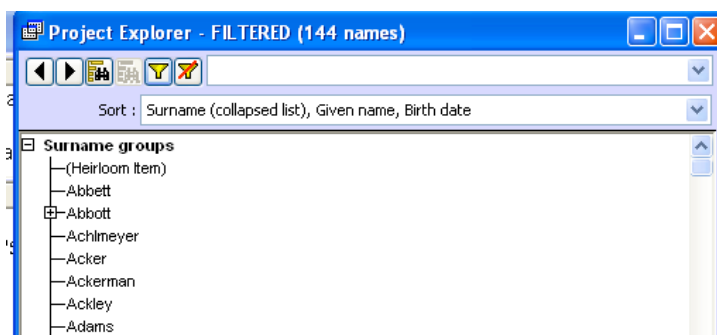 Project Explorer - FILTERED (144 names)
Sort : Surname (collapsed list), Given name, Birth date
Surname groups
(Heirloom Item)
Abbett
Abbott
Achlmeyer
Acker
Ackerman
Ackley
Adams